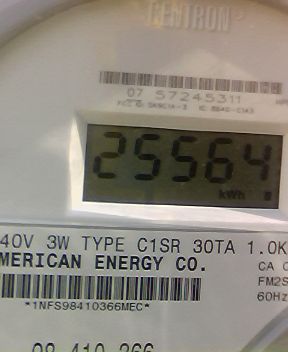 CENTRON
07 57245311
25564
kWh
40V 3W TYPE C1SR 30TA 1.0K
MERICAN ENERGY CO.
CA
FM2S
60Hz
*1NFS98410366MEC*
98 410 366